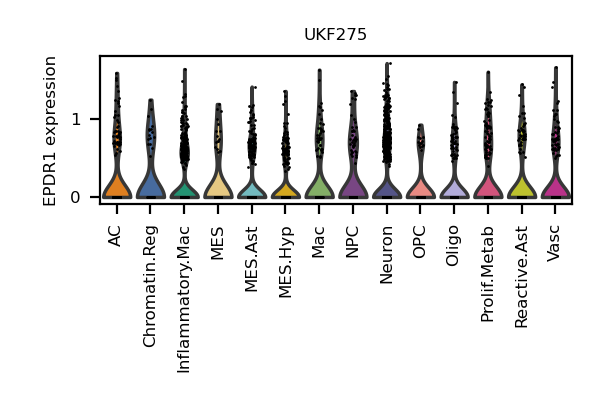 UKF275
EPDR1 expression
1
0
AC
Chromatin.Reg
Inflammatory.Mac
MES
MES.Ast
MES.Hyp
Mac
NPC
Neuron
OPC
Oligo
Prolif.Metab
Reactive.Ast
Vasc